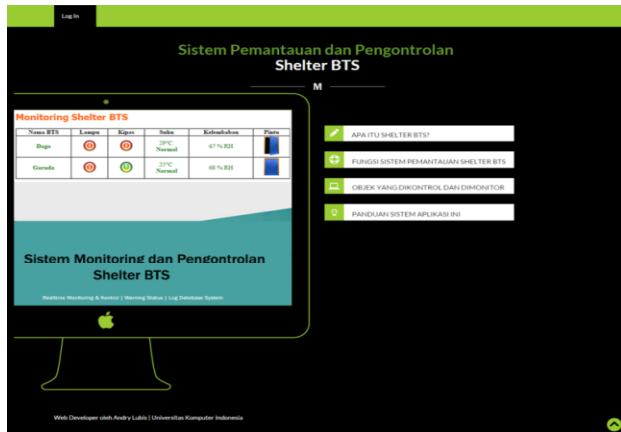 Log In
Sistem Pemantauan dan Pengontrolan
Shelter BTS
M
Monitoring Shelter BTS
Nama BTS Lampu Kipas Suhu Kelembaban Pintu
Dago 29°C Normal 67 % RH
Garuda 27°C Normal 68 % RH
Sistem Monitoring dan Pengontrolan
Shelter BTS
Realtime Monitoring & Kontrol | Warning Status | Log Database System
APA ITU SHELTER BTS?
FUNGSI SISTEM PEMANTAUAN SHELTER BTS
OBJEK YANG DIKONTROL DAN DIMONITOR
PANDUAN SISTEM APLIKASI INI
Web Developer oleh Andry Lubis | Universitas Komputer Indonesia